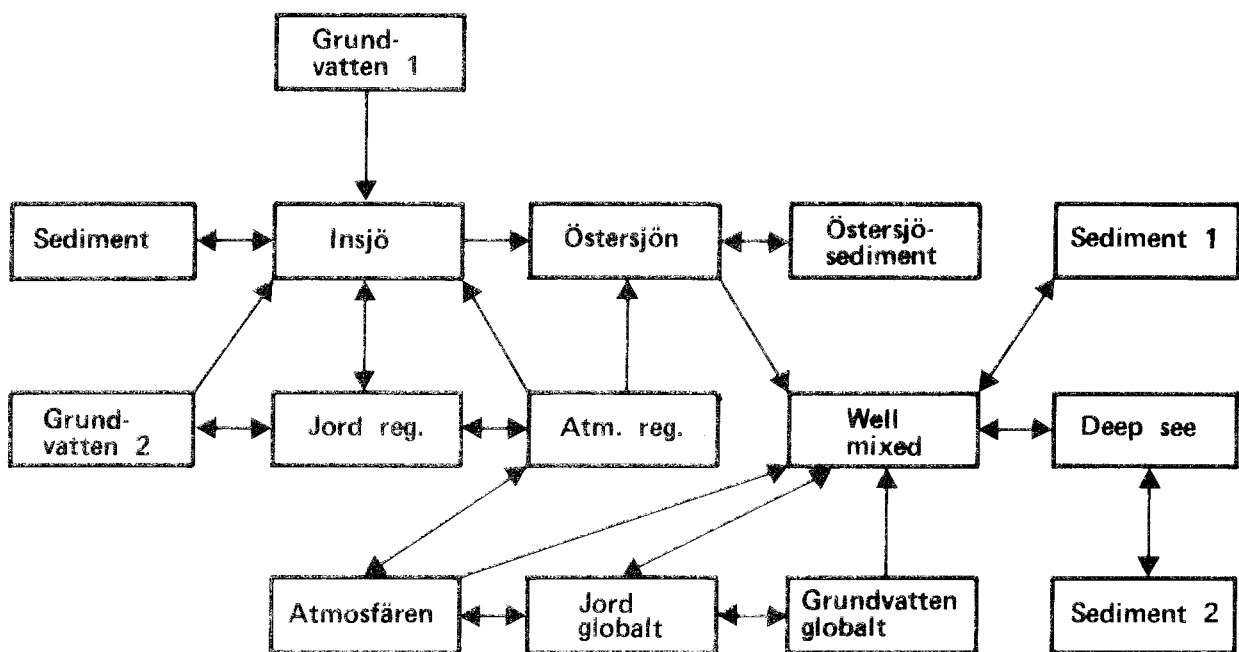 Grund-
vatten 1
Sediment
Insjö
Östersjön
Östersjö-
sediment
Sediment 1
Grund-
vatten 2
Jord reg.
Atm. reg.
Well
mixed
Deep see
Atmosfären
Jord
globalt
Grundvatten
globalt
Sediment 2